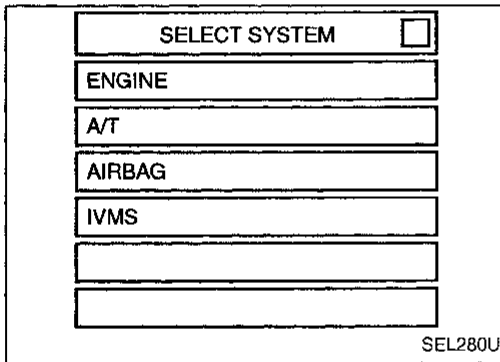 SELECT SYSTEM
ENGINE
A/T
AIRBAG
IVMS
SEL280U